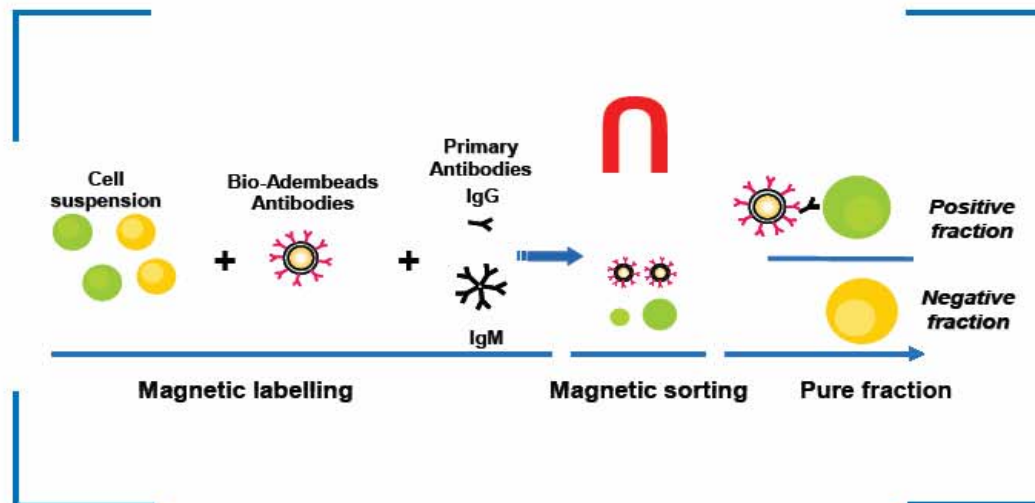 Cell
suspension
Bio-Adembeads
Antibodies
Primary
Antibodies
IgG
IgM
Positive
fraction
Negative
fraction
Magnetic labelling
Magnetic sorting
Pure fraction